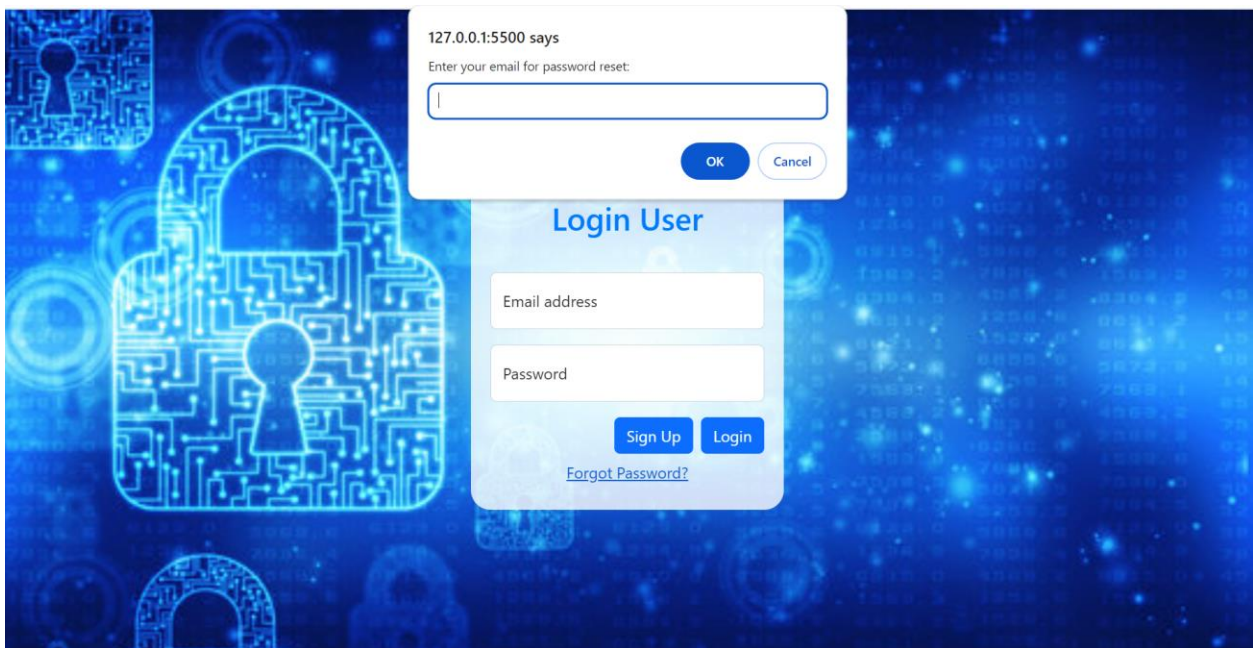 127.0.0.1:5500 says
Enter your email for password reset:
OK Cancel
Login User
Email address
Password
Sign Up Login
Forgot Password?